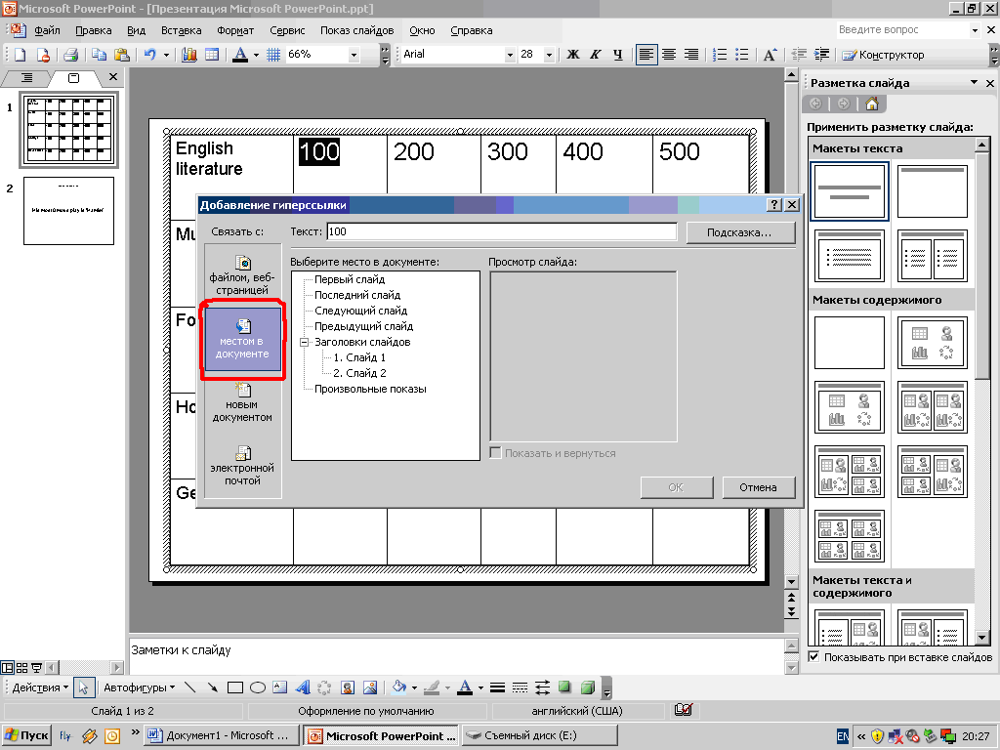 Microsoft PowerPoint - [Презентация Microsoft PowerPoint.ppt]
Файл Правка Вид Вставка Формат Сервис Показ слайдов Окно Справка Введите вопрос
66% Arial 28 Ж К Ч Конструктор
Разметка слайда
Применить разметку слайда:
Макеты текста
1
2
English literature 100 200 300 400 500
Mu
Fo
Ho
Ge
Добавление гиперссылки
Связать с: Текст: 100 Подсказка...
Выберите место в документе: Просмотр слайда:
файлом, веб-
страницей
местом в
документе
новым
документом
электронной
почтой
Первый слайд
Последний слайд
Следующий слайд
Предыдущий слайд
Заголовки слайдов
1. Слайд 1
2. Слайд 2
Произвольные показы
Показать и вернуться
ОК Отмена
Макеты содержимого
Макеты текста и
содержимого
Показывать при вставке слайдов
Заметки к слайду
Действия Автофигуры
Слайд 1 из 2 Оформление по умолчанию английский (США)
Пуск Документ1 - Microsoft ... Microsoft PowerPoint ... Съемный диск (E:) EN 20:27